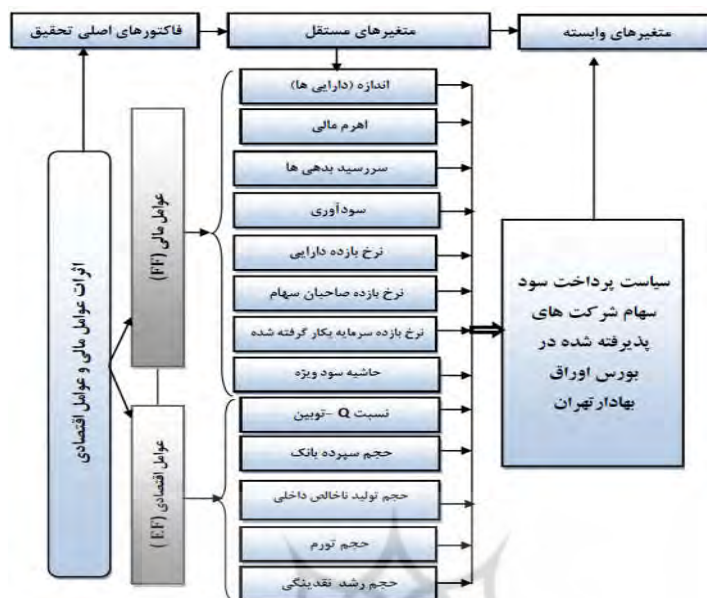 فاکتورهای اصلی تحقیق
متغیرهای مستقل
متغیرهای وابسته
اثرات عوامل مالی و عوامل اقتصادی
عوامل مالی (FF)
اندازه (دارایی ها)
اهرم مالی
سررسید بدهی ها
سودآوری
نرخ بازده دارایی
نرخ بازده صاحبان سهام
نرخ بازده سرمایه بکار گرفته شده
حاشیه سود ویژه
عوامل اقتصادی (EF)
نسبت Q -توبین
حجم سپرده بانک
حجم تولید ناخالص داخلی
حجم تورم
حجم رشد نقدینگی
سیاست پرداخت سود
سهام شرکت های
پذیرفته شده در
بورس اوراق
بهادارتهران